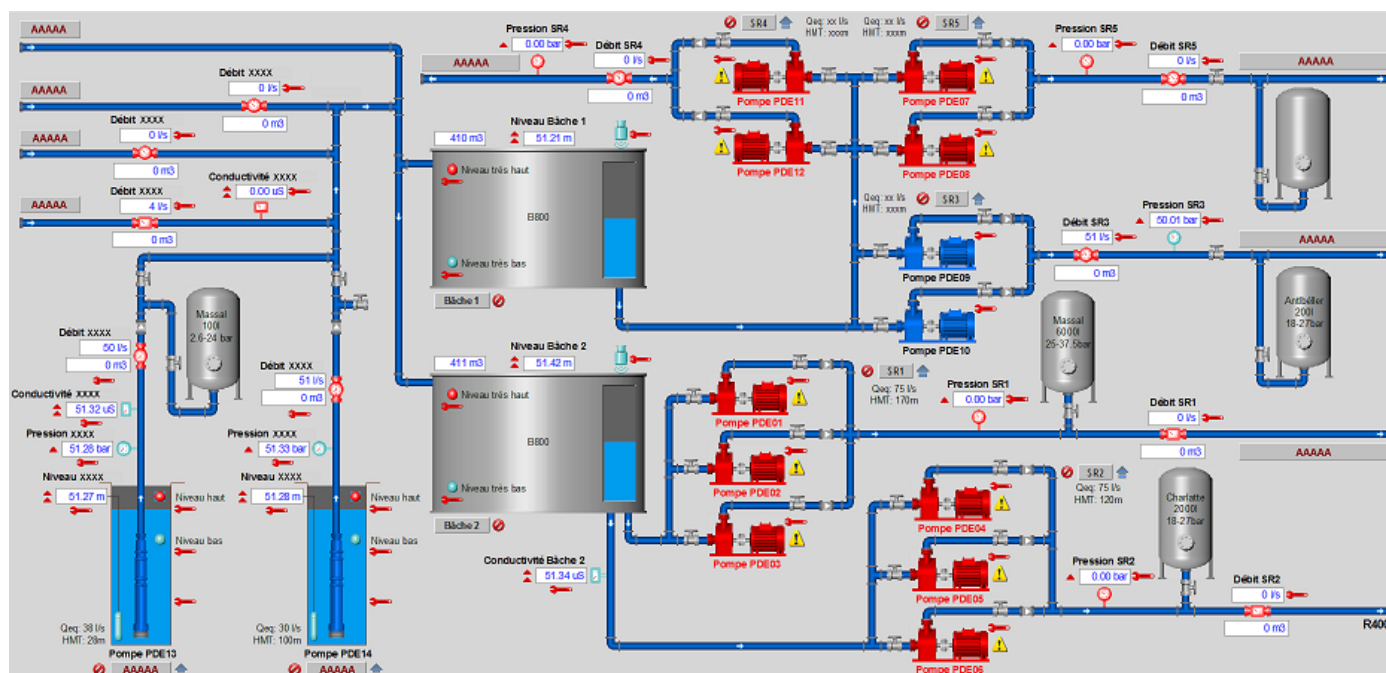 AAAAA
Pression SR4
0.00 bar
Débit SR4
0 l/s
0 m3
AAAAA
SR4
Qeq: xx l/s
HMT: xxxm
Qeq: xx l/s
HMT: xxxm
SR5
Pression SR5
0.00 bar
Débit SR5
0 l/s
0 m3
AAAAA
Pompe PDE11
Pompe PDE07
Pompe PDE12
Pompe PDE08
AAAAA
Débit XXXX
0 l/s
0 m3
AAAAA
Débit XXXX
0 l/s
0 m3
AAAAA
Débit XXXX
4 l/s
0 m3
Conductivité XXXX
0.00 uS
410 m3
Niveau Bâche 1
51.21 m
Niveau très haut
El800
Niveau très bas
Bâche 1
Qeq: xx l/s
HMT: xxxm
SR3
Pompe PDE09
Pompe PDE10
Débit SR3
51 l/s
0 m3
Pression SR3
50.01 bar
AAAAA
Massal
100l
2.6-24 bar
Massal
6000l
25-37.5bar
Antibélier
200l
18-27bar
Débit XXXX
50 l/s
0 m3
Débit XXXX
51 l/s
0 m3
Conductivité XXXX
51.32 uS
Pression XXXX
51.26 bar
Pression XXXX
51.33 bar
Niveau XXXX
51.27 m
Niveau XXXX
51.28 m
Niveau haut
Niveau bas
Niveau haut
Niveau bas
Qeq: 38 l/s
HMT: 28m
Qeq: 30 l/s
HMT: 100m
Pompe PDE13
Pompe PDE14
AAAAA
AAAAA
411 m3
Niveau Bâche 2
51.42 m
Niveau très haut
El800
Niveau très bas
Bâche 2
Conductivité Bâche 2
51.34 uS
SR1
Qeq: 75 l/s
HMT: 170m
Pompe PDE01
Pompe PDE02
Pompe PDE03
Pression SR1
0.00 bar
Débit SR1
0 l/s
0 m3
AAAAA
SR2
Qeq: 75 l/s
HMT: 120m
Pompe PDE04
Pompe PDE05
Pompe PDE06
Charlatte
2000l
18-27bar
Pression SR2
0.00 bar
Débit SR2
0 l/s
0 m3
R400